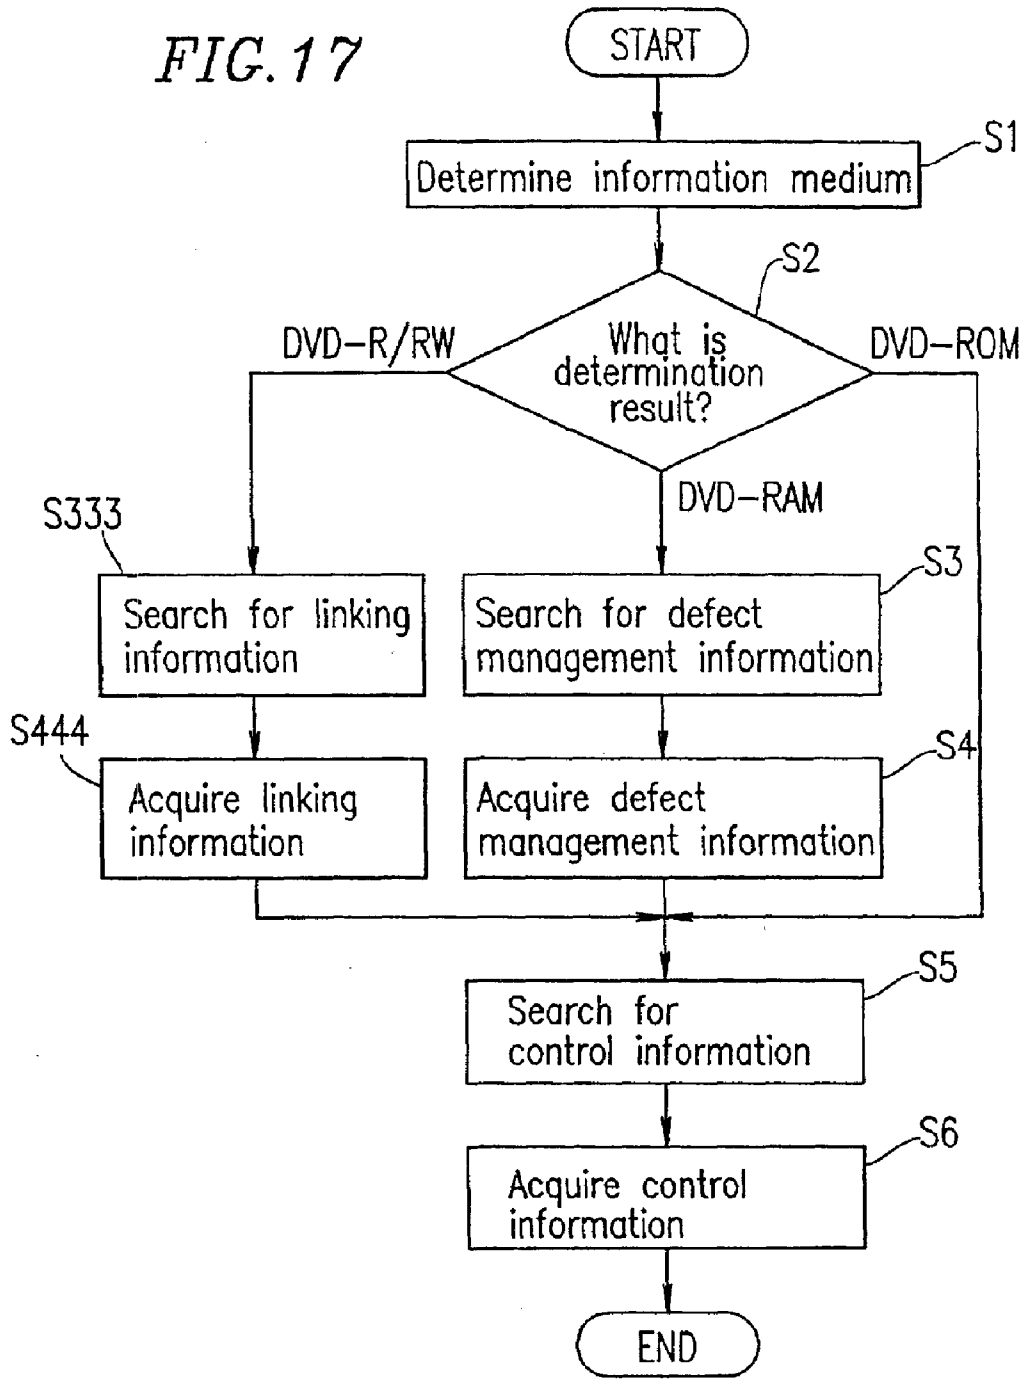 FIG.17
START
S1
Determine information medium
S2
What is
determination
result?
DVD-R/RW
DVD-ROM
DVD-RAM
S333
Search for linking
information
S3
Search for defect
management information
S444
Acquire linking
information
S4
Acquire defect
management information
S5
Search for
control information
S6
Acquire control
information
END